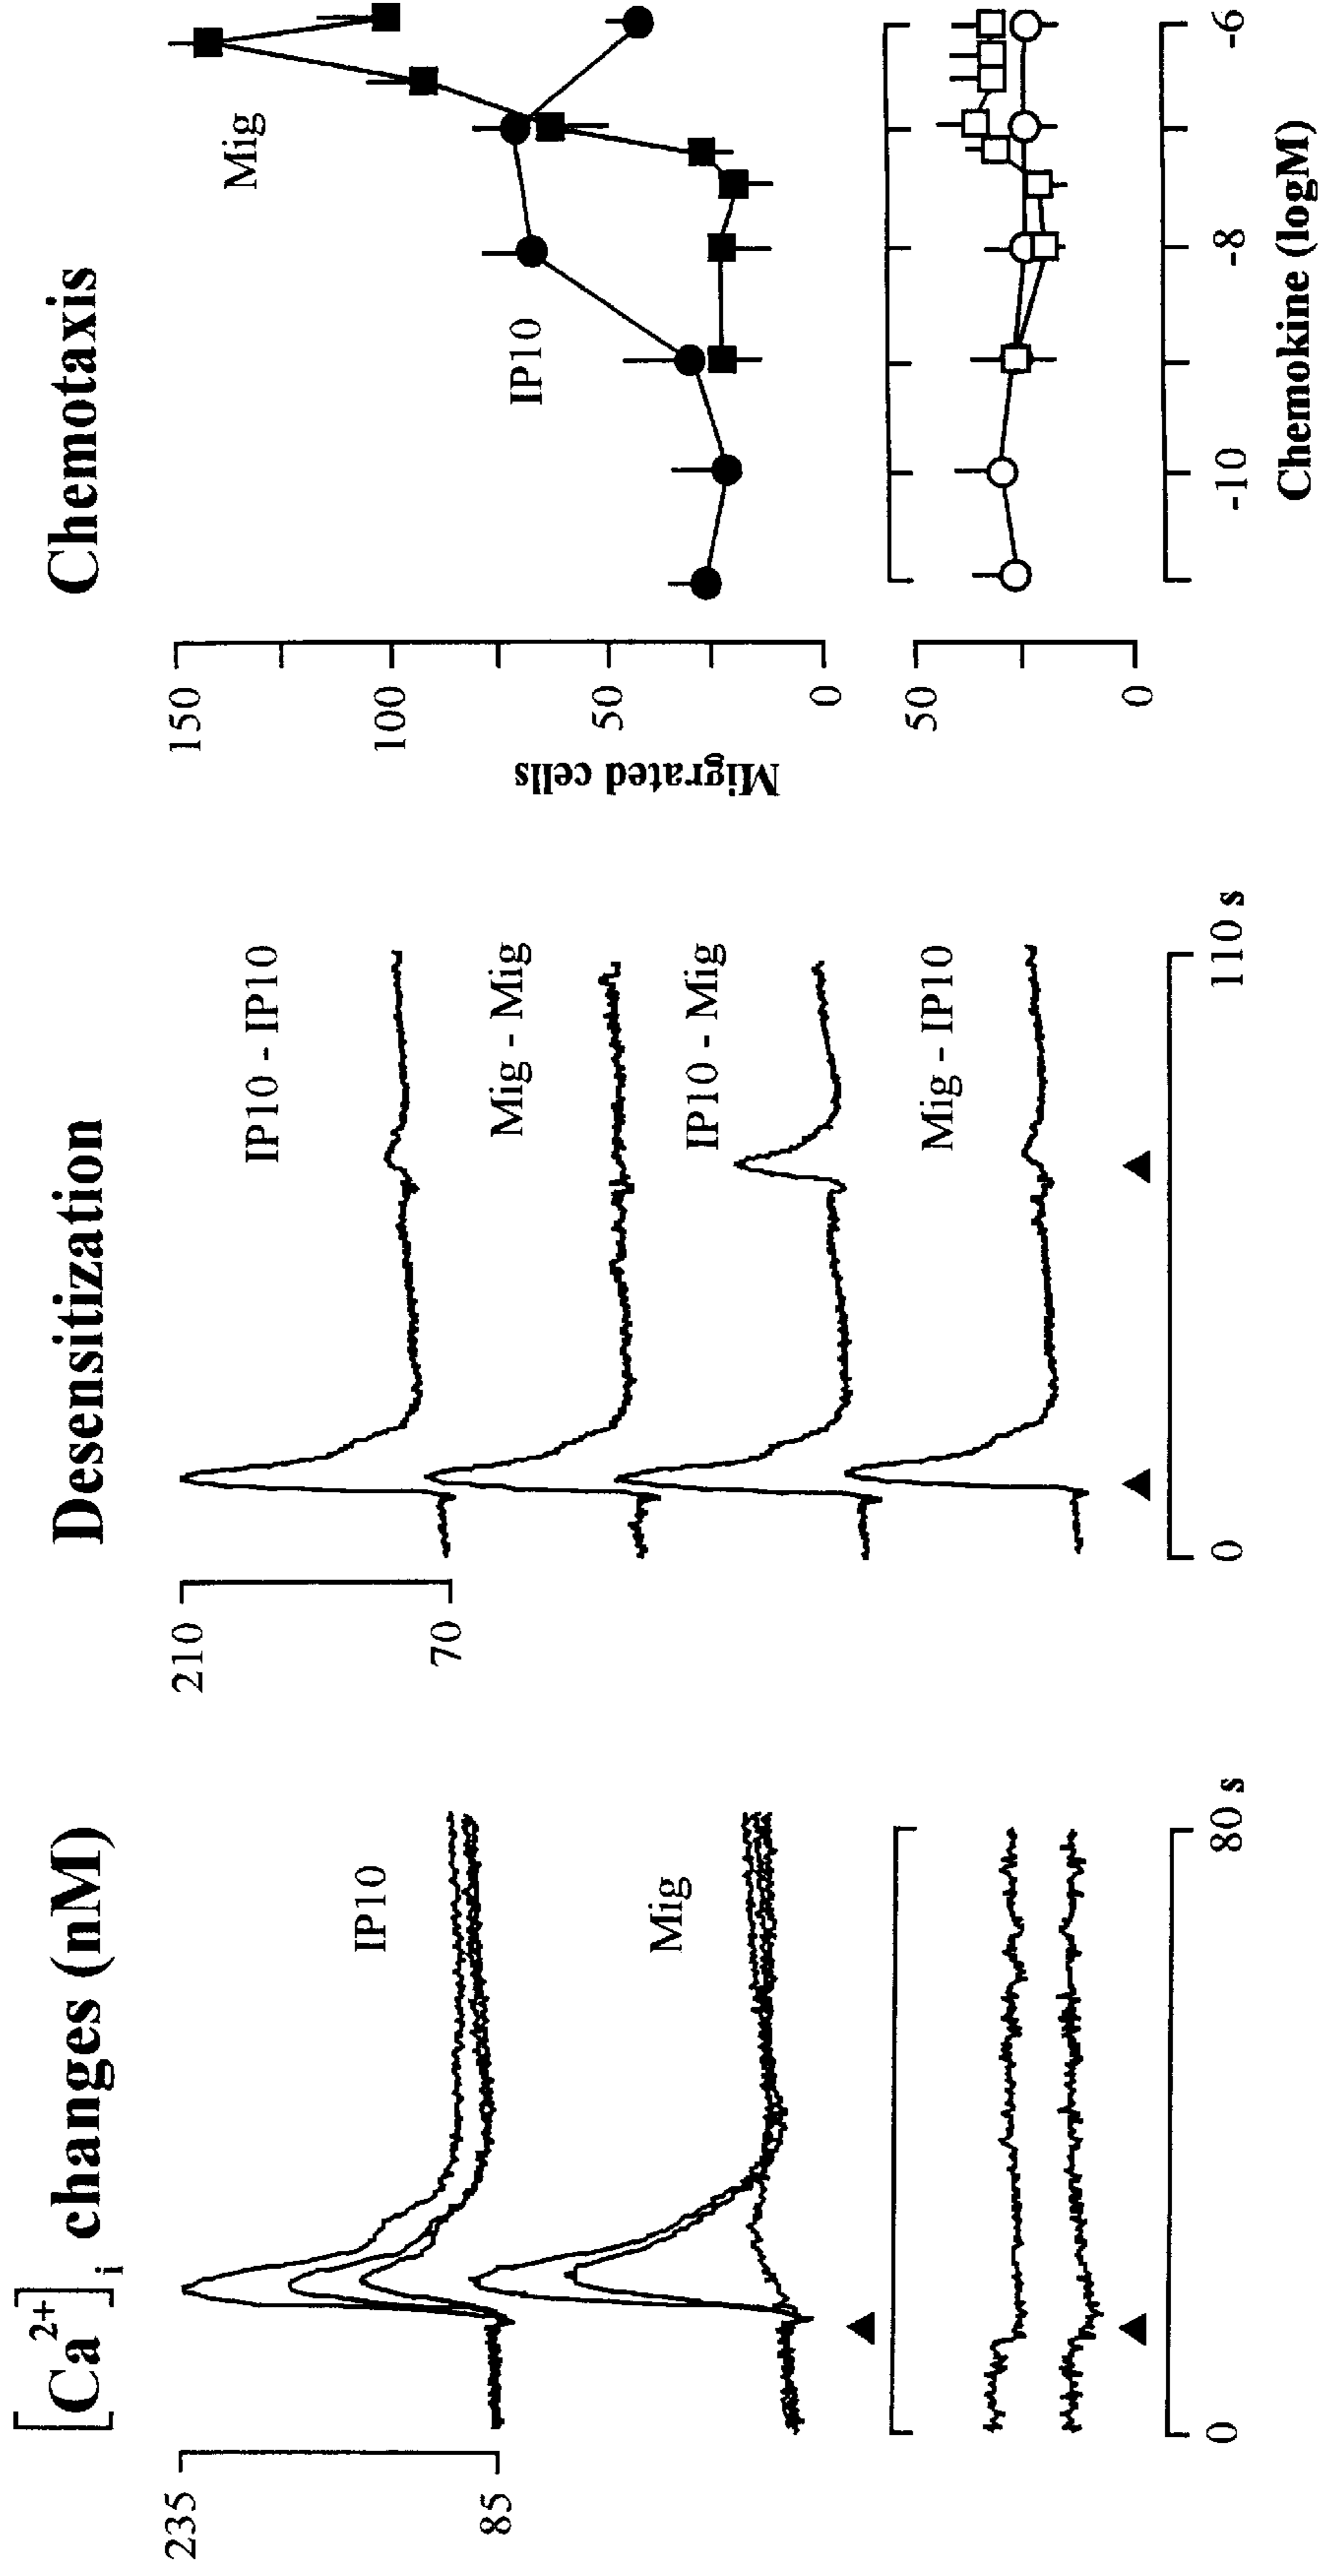 [Ca2+]i changes (nM)
235
85
IP10
Mig
0
80 s
Desensitization
210
70
IP10 - IP10
Mig - Mig
IP10 - Mig
Mig - IP10
0
110 s
Chemotaxis
Migrated cells
150
100
50
0
50
0
Mig
IP10
-10
-8
-6
Chemokine (logM)